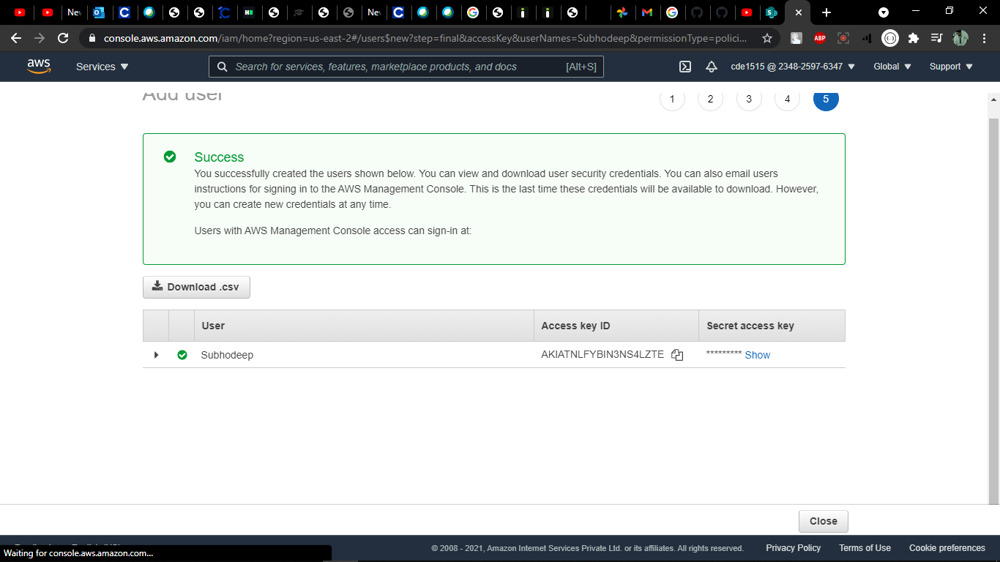 Nev
Nev
console.aws.amazon.com/iam/home?region=us-east-2#/users$new?step=final&accessKey&userNames=Subhodeep&permissionType=polici...
ABP
aws
Services
Search for services, features, marketplace products, and docs
[Alt+S]
cde1515 @ 2348-2597-6347
Global
Support
Add user
1
2
3
4
5
Success
You successfully created the users shown below. You can view and download user security credentials. You can also email users
instructions for signing in to the AWS Management Console. This is the last time these credentials will be available to download. However,
you can create new credentials at any time.
Users with AWS Management Console access can sign-in at:
Download .csv
User
Access key ID
Secret access key
Subhodeep
AKIATNLFYBIN3NS4LZTE
********* Show
Close
© 2008 - 2021, Amazon Internet Services Private Ltd. or its affiliates. All rights reserved.
Privacy Policy
Terms of Use
Cookie preferences
Waiting for console.aws.amazon.com...